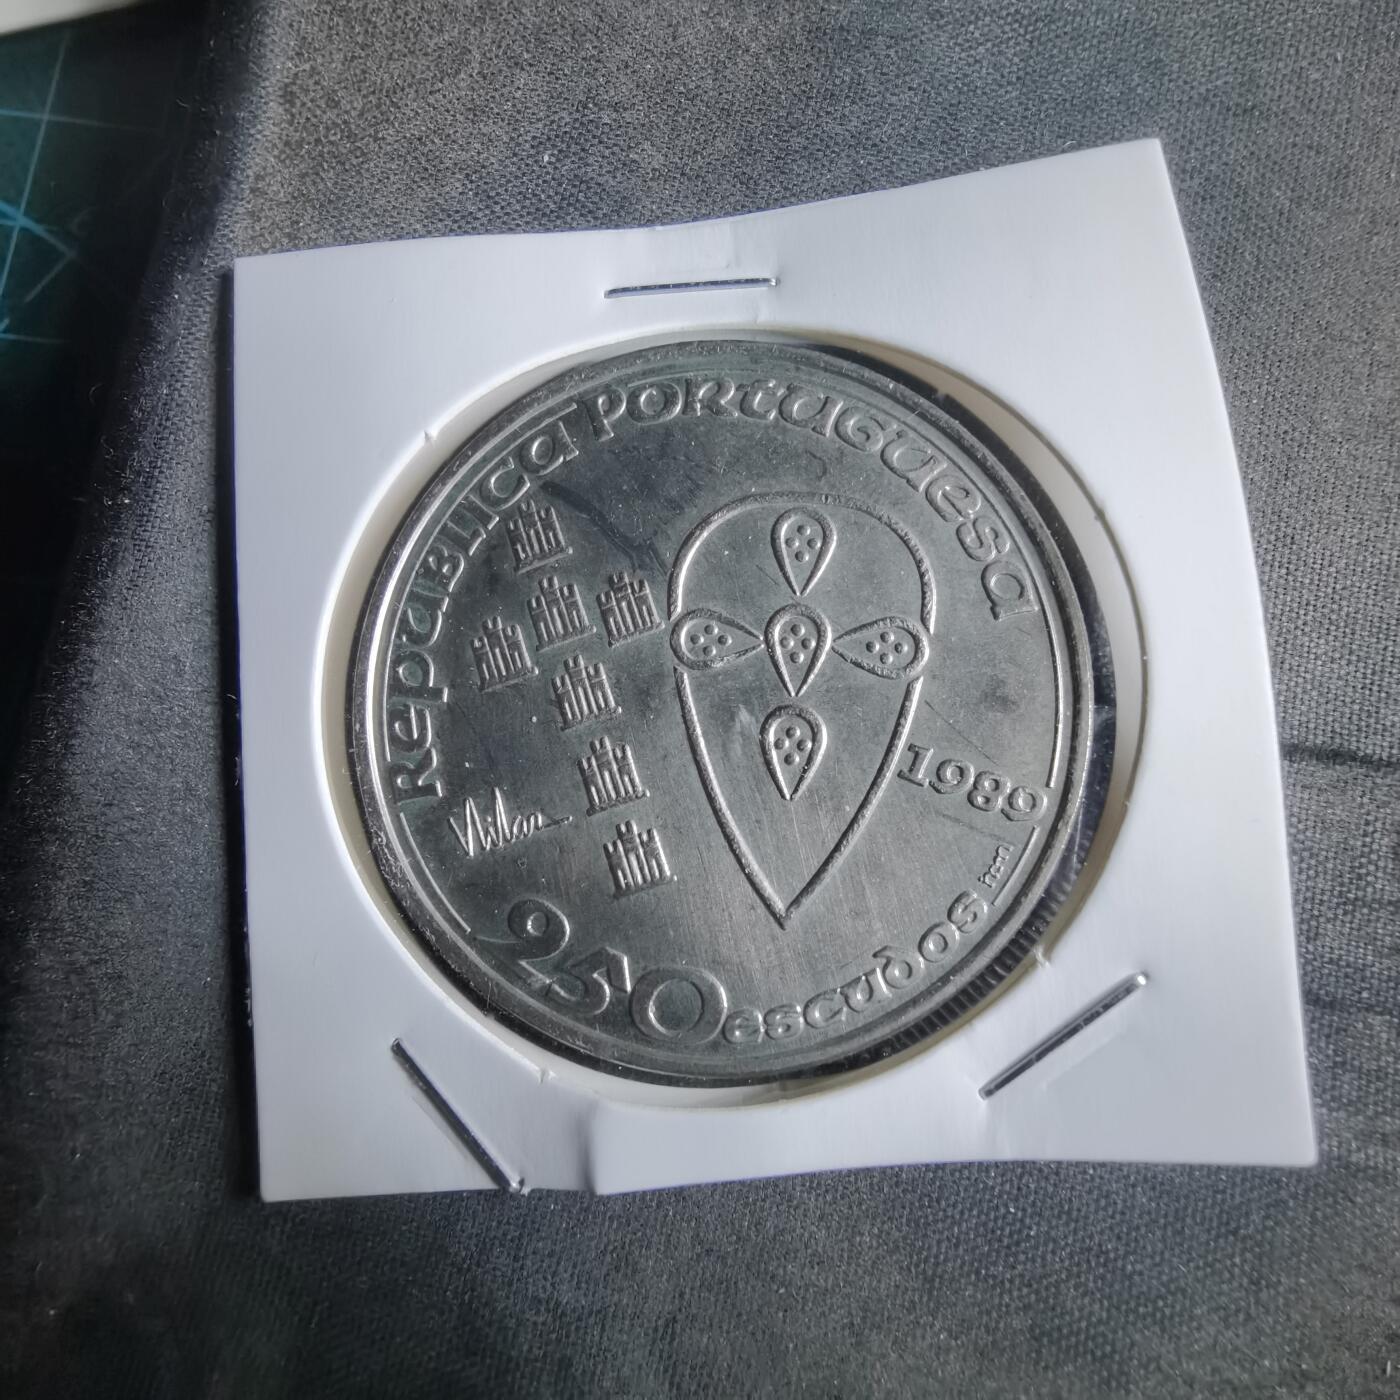 República Portuguesa
1989
Vilar
incm
250 escudos